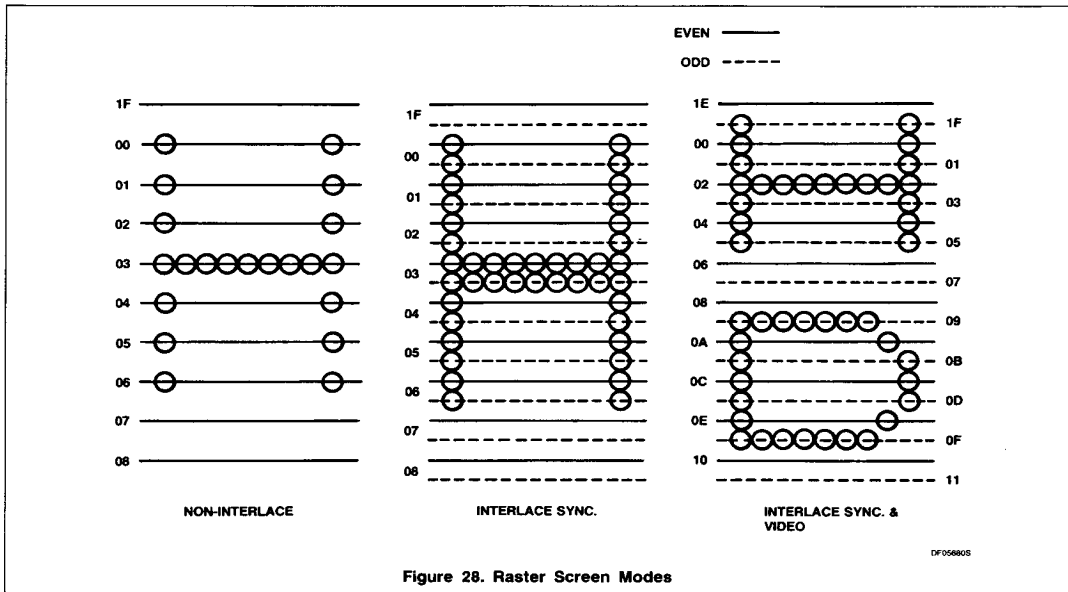 EVEN
ODD
1F
00
01
02
03
04
05
06
07
08
NON-INTERLACE
1F
00
01
02
03
04
05
06
07
08
INTERLACE SYNC.
1E
1F
00
01
02
03
04
05
06
07
08
09
0A
0B
0C
0D
0E
0F
10
11
INTERLACE SYNC. &
VIDEO
DF05680S
Figure 28. Raster Screen Modes